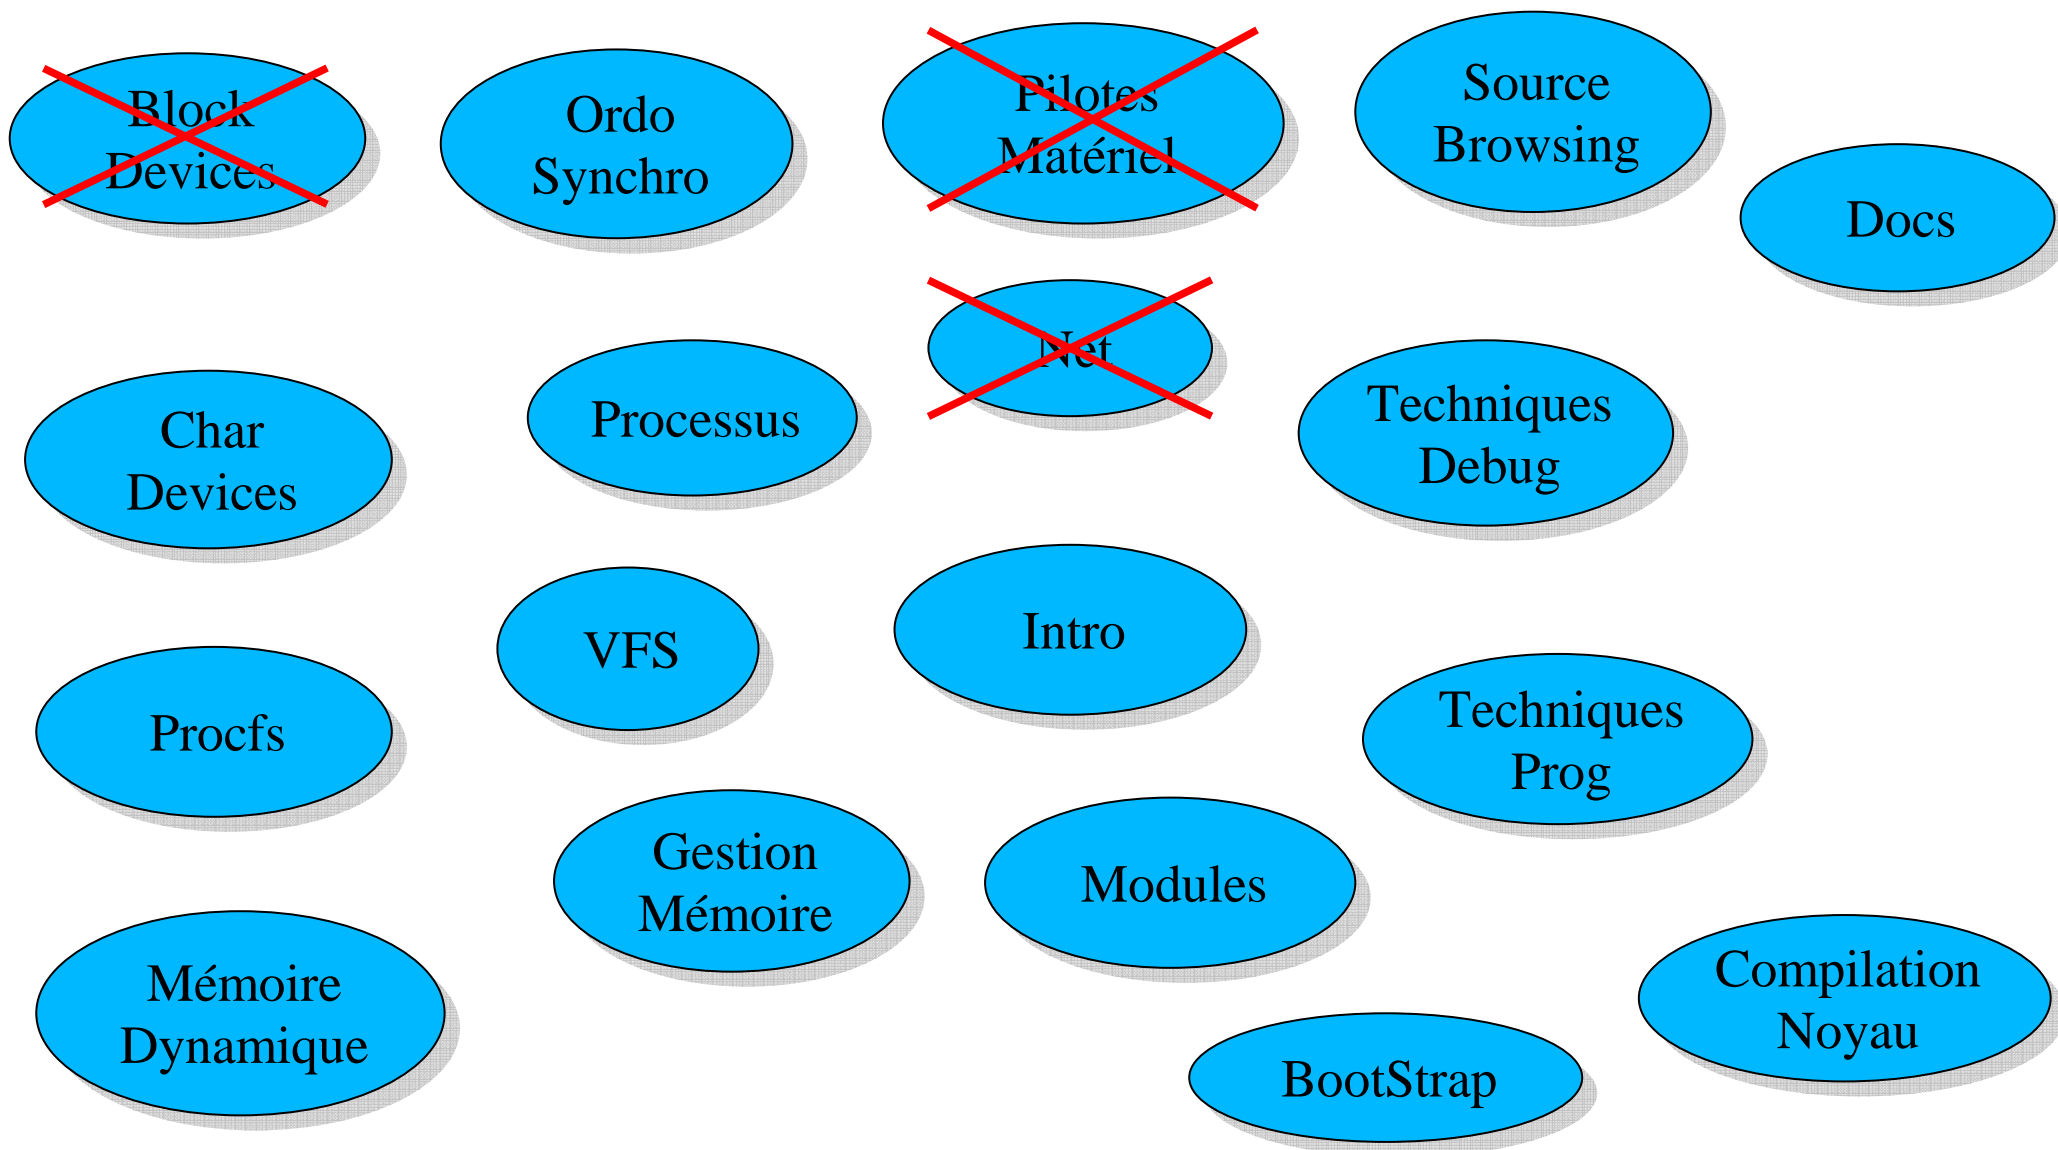 Block
Devices
Ordo
Synchro
Pilotes
Matériel
Source
Browsing
Docs
Net
Char
Devices
Processus
Techniques
Debug
VFS
Intro
Procfs
Techniques
Prog
Gestion
Mémoire
Modules
Mémoire
Dynamique
Compilation
Noyau
BootStrap